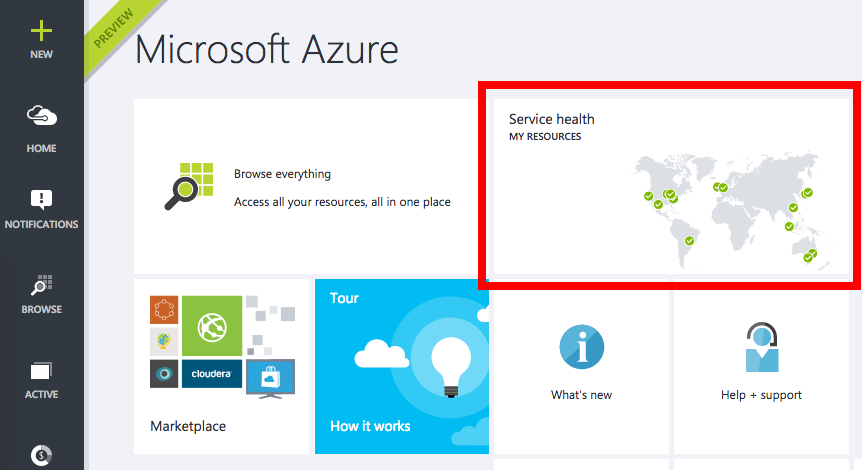 NEW
HOME
NOTIFICATIONS
BROWSE
ACTIVE
PREVIEW
Microsoft Azure
Browse everything
Access all your resources, all in one place
Service health
MY RESOURCES
cloudera
Marketplace
Tour
How it works
What's new
Help + support